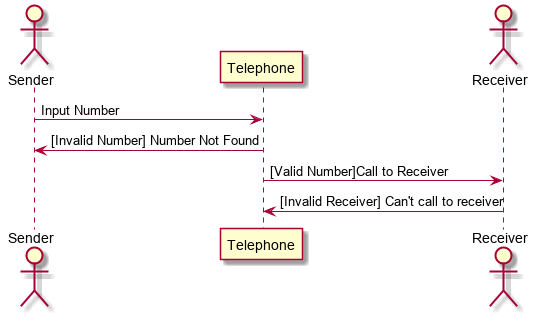 Sender
Telephone
Receiver
Input Number
[Invalid Number] Number Not Found
[Valid Number]Call to Receiver
[Invalid Receiver] Can't call to receiver
Sender
Telephone
Receiver